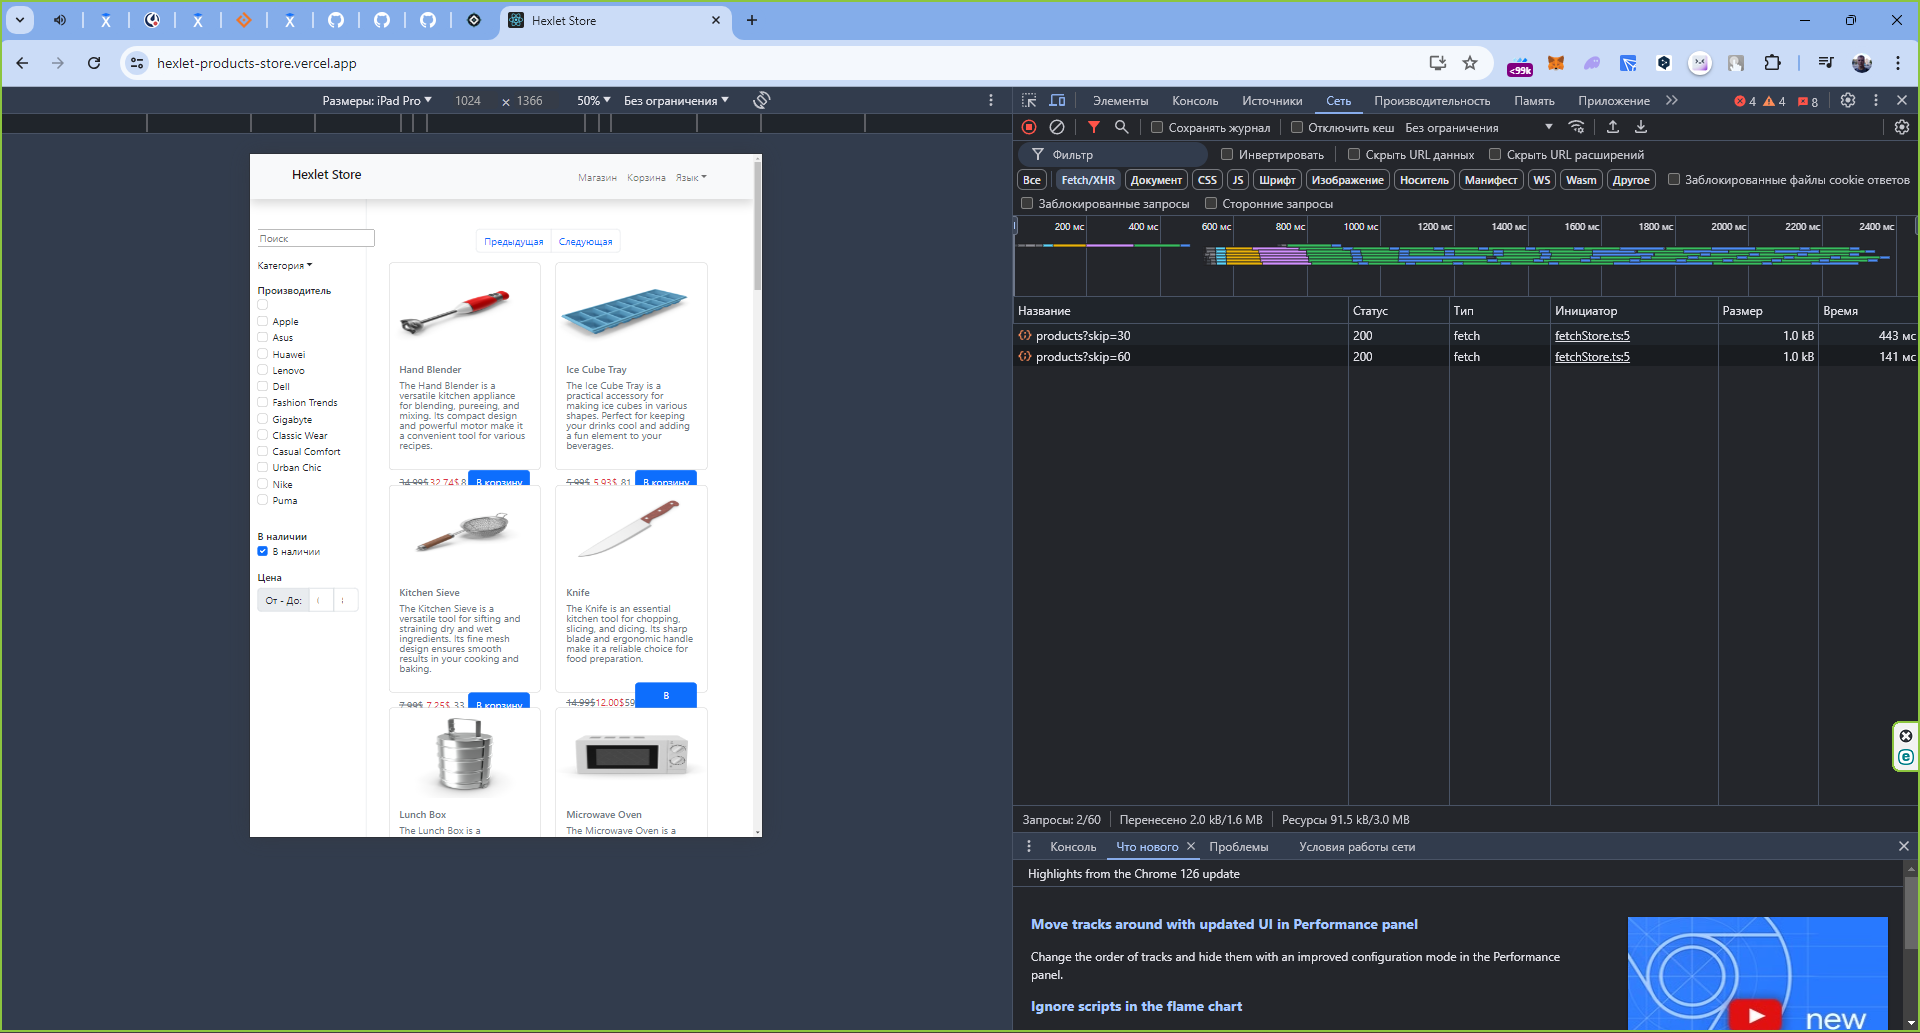 Hexlet Store
hexlet-products-store.vercel.app
<99k
Размеры: iPad Pro 1024 × 1366 50% Без ограничения
Элементы Консоль Источники Сеть Производительность Память Приложение 4 4 8
Сохранять журнал Отключить кеш Без ограничения
Фильтр Инвертировать Скрыть URL данных Скрыть URL расширений
Все Fetch/XHR Документ CSS JS Шрифт Изображение Носитель Манифест WS Wasm Другое Заблокированные файлы cookie ответов
Заблокированные запросы Сторонние запросы
200 мс 400 мс 600 мс 800 мс 1000 мс 1200 мс 1400 мс 1600 мс 1800 мс 2000 мс 2200 мс 2400 мс
Название Статус Тип Инициатор Размер Время
products?skip=30 200 fetch fetchStore.ts:5 1.0 kB 443 мс
products?skip=60 200 fetch fetchStore.ts:5 1.0 kB 141 мс
Запросы: 2/60 Перенесено 2.0 kB/1.6 MB Ресурсы 91.5 kB/3.0 MB
Консоль Что нового Проблемы Условия работы сети
Highlights from the Chrome 126 update
Move tracks around with updated UI in Performance panel
Change the order of tracks and hide them with an improved configuration mode in the Performance
panel.
Ignore scripts in the flame chart
new
Hexlet Store
Магазин Корзина Язык
Поиск
Категория
Производитель
Apple
Asus
Huawei
Lenovo
Dell
Fashion Trends
Gigabyte
Classic Wear
Casual Comfort
Urban Chic
Nike
Puma
В наличии
В наличии
Цена
От - До:
Предыдущая Следующая
Hand Blender
The Hand Blender is a
versatile kitchen appliance
for blending, pureeing, and
mixing. Its compact design
and powerful motor make it
a convenient tool for various
recipes.
34.99$ 32.74$ 8 В корзину
Ice Cube Tray
The Ice Cube Tray is a
practical accessory for
making ice cubes in various
shapes. Perfect for keeping
your drinks cool and adding
a fun element to your
beverages.
5.99$ 5.93$ 81 В корзину
Kitchen Sieve
The Kitchen Sieve is a
versatile tool for sifting and
straining dry and wet
ingredients. Its fine mesh
design ensures smooth
results in your cooking and
baking.
7.99$ 7.25$ 33 В корзину
Knife
The Knife is an essential
kitchen tool for chopping,
slicing, and dicing. Its sharp
blade and ergonomic handle
make it a reliable choice for
food preparation.
14.99$ 12.00$ 59 В
Lunch Box
The Lunch Box is a
Microwave Oven
The Microwave Oven is a